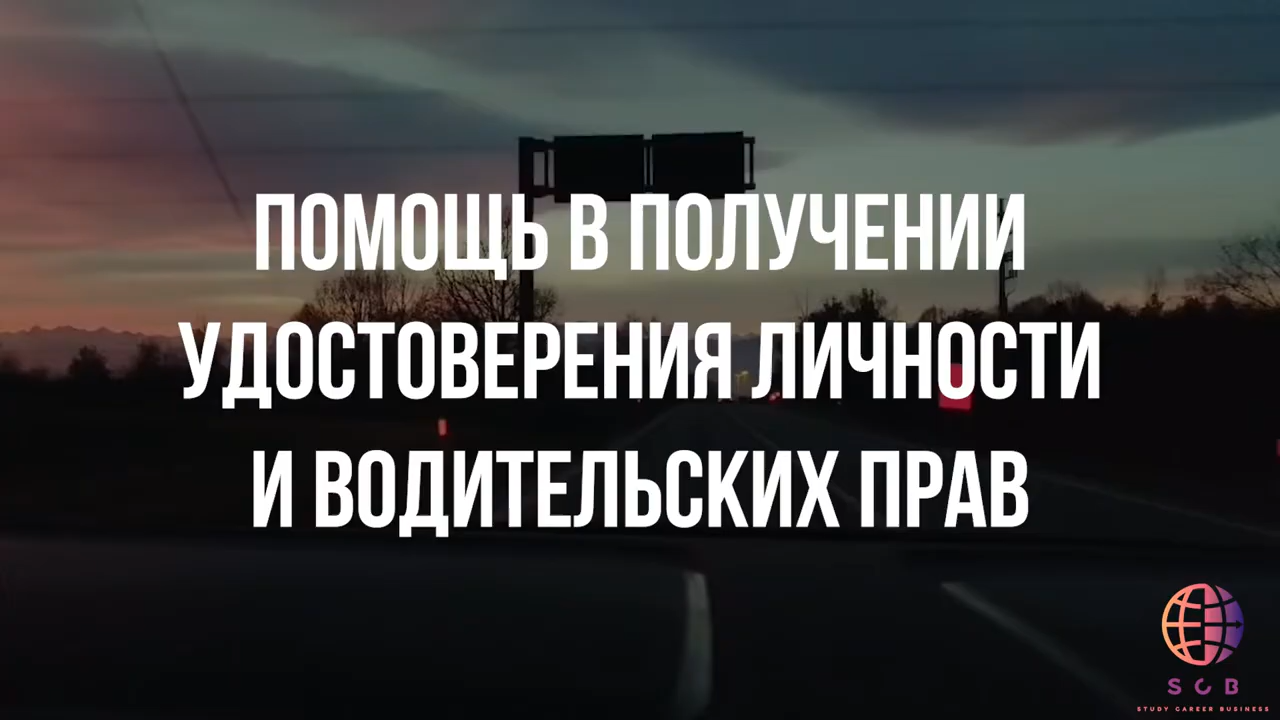 ПОМОЩЬ В ПОЛУЧЕНИИ
УДОСТОВЕРЕНИЯ ЛИЧНОСТИ
И ВОДИТЕЛЬСКИХ ПРАВ
SCB
STUDY CAREER BUSINESS